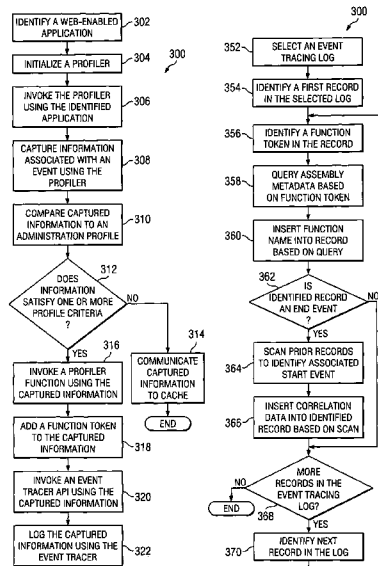 300
IDENTIFY A WEB-ENABLED
APPLICATION
302
INITIALIZE A PROFILER
304
300
INVOKE THE PROFILER
USING THE IDENTIFIED
APPLICATION
306
CAPTURE INFORMATION
ASSOCIATED WITH AN
EVENT USING THE
PROFILER
308
COMPARE CAPTURED
INFORMATION TO AN
ADMINISTRATION PROFILE
310
312
DOES
INFORMATION
SATISFY ONE OR MORE
PROFILE CRITERIA
?
NO
YES
316
314
COMMUNICATE
CAPTURED
INFORMATION
TO CACHE
END
INVOKE A PROFILER
FUNCTION USING THE
CAPTURED INFORMATION
ADD A FUNCTION TOKEN
TO THE CAPTURED
INFORMATION
318
INVOKE AN EVENT
TRACER API USING THE
CAPTURED INFORMATION
320
LOG THE CAPTURED
INFORMATION USING THE
EVENT TRACER
322
352
SELECT AN EVENT
TRACING LOG
354
IDENTIFY A FIRST RECORD
IN THE SELECTED LOG
356
IDENTIFY A FUNCTION
TOKEN IN THE RECORD
358
QUERY ASSEMBLY
METADATA BASED
ON FUNCTION TOKEN
360
INSERT FUNCTION
NAME INTO RECORD
BASED ON QUERY
362
IS
IDENTIFIED RECORD
AN END EVENT
?
NO
YES
364
SCAN PRIOR RECORDS
TO IDENTIFY ASSOCIATED
START EVENT
366
INSERT CORRELATION
DATA INTO IDENTIFIED
RECORD BASED ON SCAN
MORE
RECORDS IN THE
EVENT TRACING
LOG?
NO
END
368
YES
370
IDENTIFY NEXT
RECORD IN THE LOG